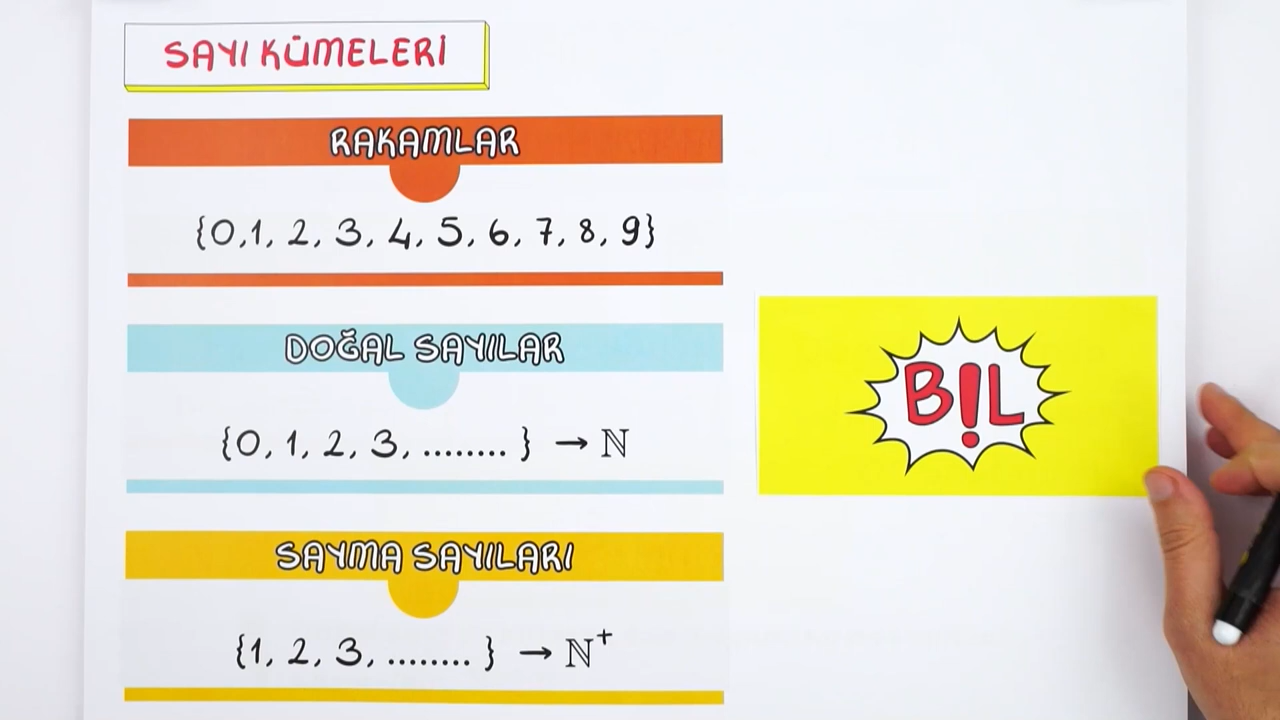 SAYI KÜMELERİ
RAKAMLAR
{0,1, 2, 3, 4, 5, 6, 7, 8, 9}
DOĞAL SAYILAR
{0, 1, 2, 3, ........ } → ℕ
SAYMA SAYILARI
{1, 2, 3, ........ } → ℕ⁺
B!L